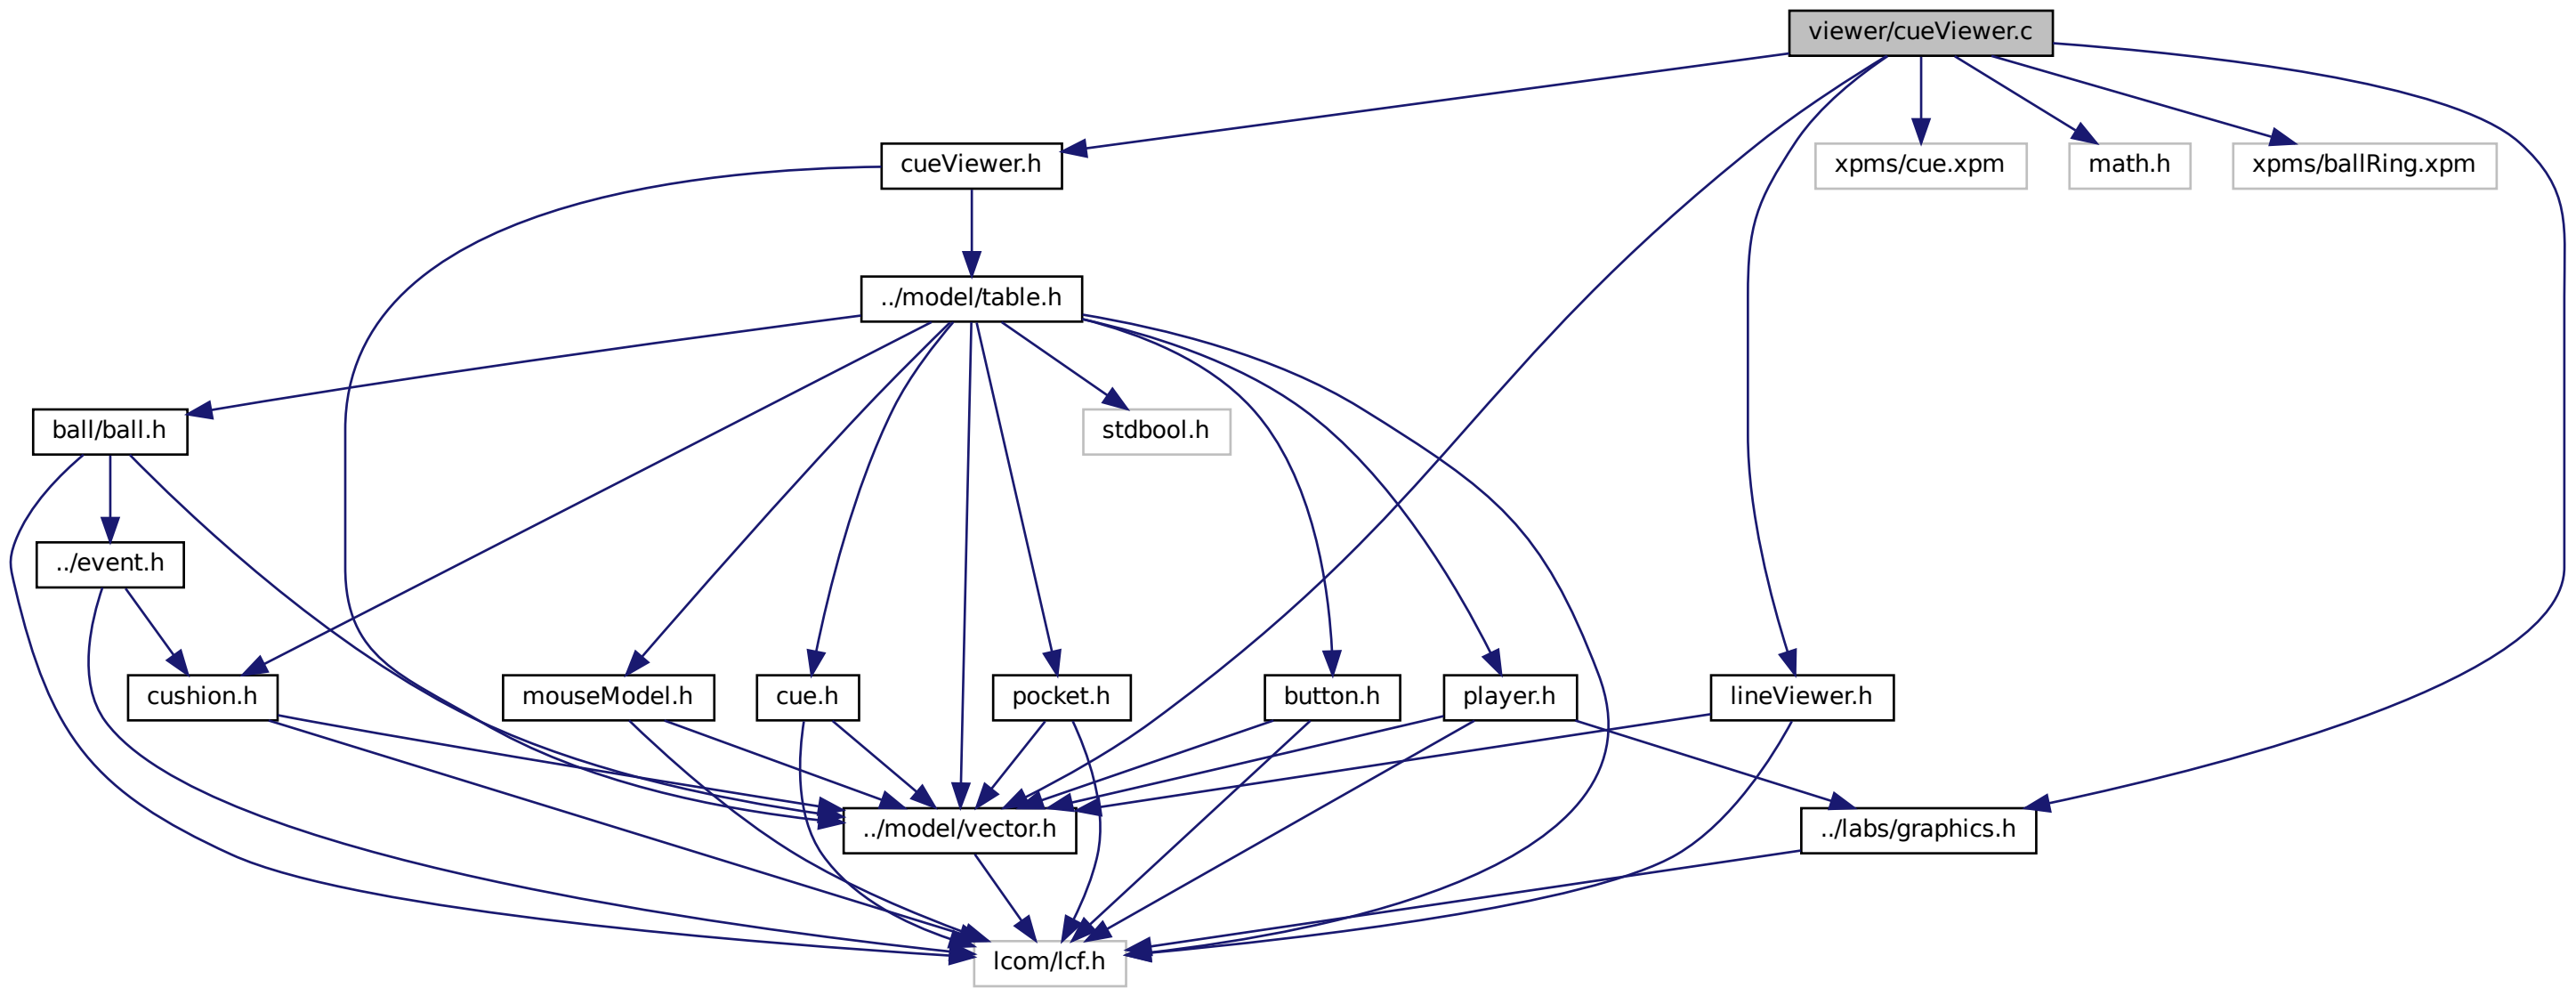 viewer/cueViewer.c
cueViewer.h
xpms/cue.xpm
math.h
xpms/ballRing.xpm
../model/table.h
ball/ball.h
stdbool.h
../event.h
cushion.h
mouseModel.h
cue.h
pocket.h
button.h
player.h
lineViewer.h
../model/vector.h
../labs/graphics.h
lcom/lcf.h